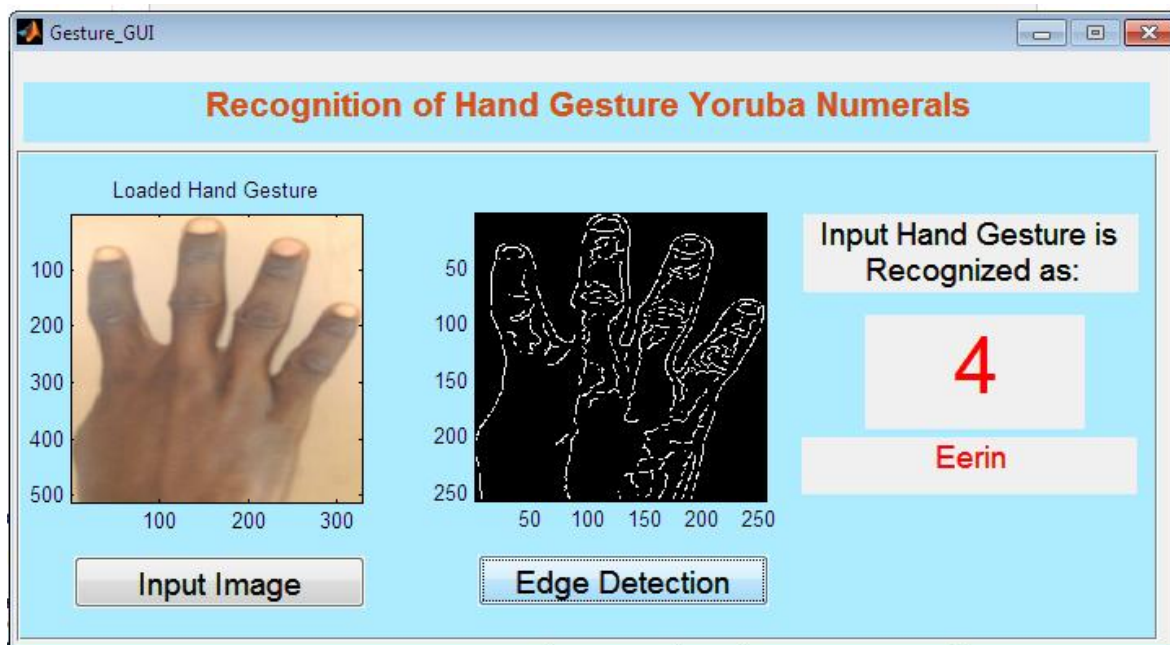 Gesture_GUI
Recognition of Hand Gesture Yoruba Numerals
Loaded Hand Gesture
100
200
300
400
500
100 200 300
50
100
150
200
250
50 100 150 200 250
Input Hand Gesture is
Recognized as:
4
Eerin
Input Image
Edge Detection